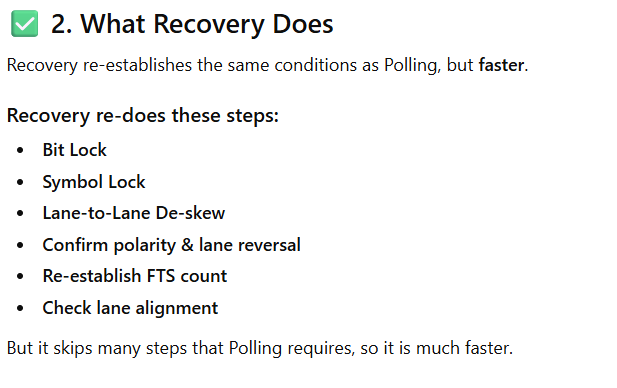 ✅ 2. What Recovery Does
Recovery re-establishes the same conditions as Polling, but faster.
Recovery re-does these steps:
• Bit Lock
• Symbol Lock
• Lane-to-Lane De-skew
• Confirm polarity & lane reversal
• Re-establish FTS count
• Check lane alignment
But it skips many steps that Polling requires, so it is much faster.